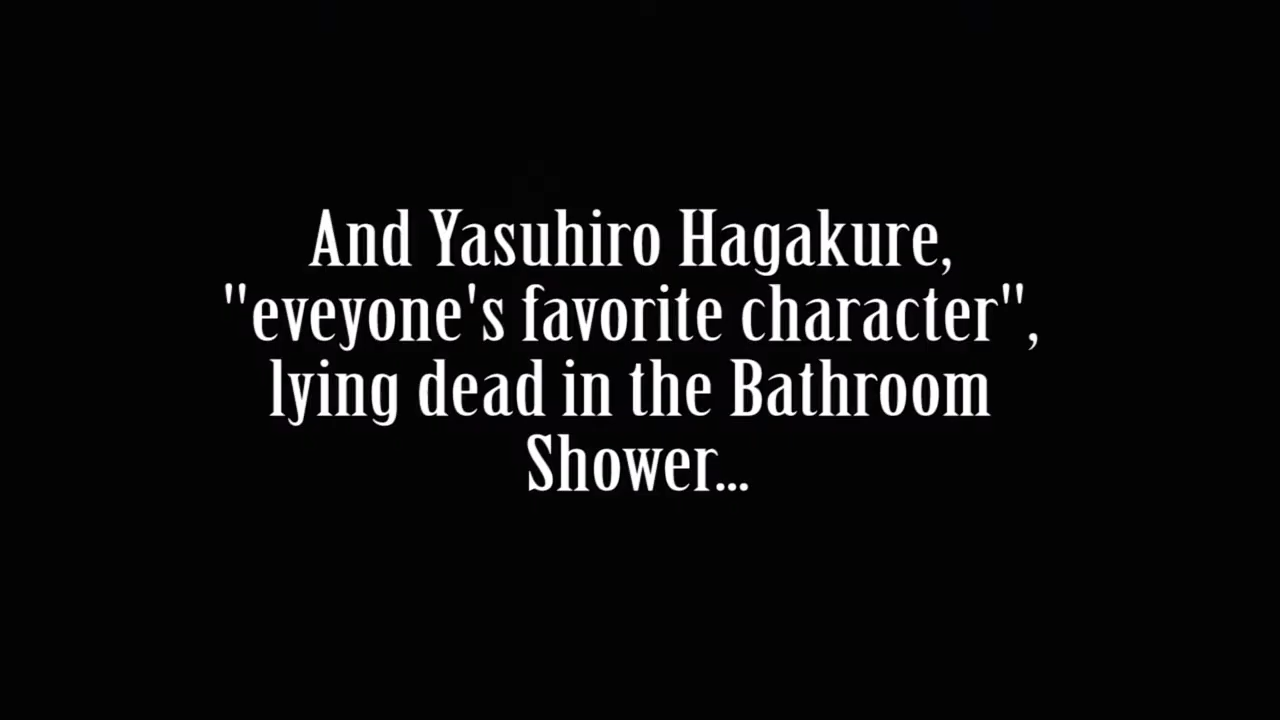 And Yasuhiro Hagakure,
"eveyone's favorite character",
lying dead in the Bathroom
Shower...